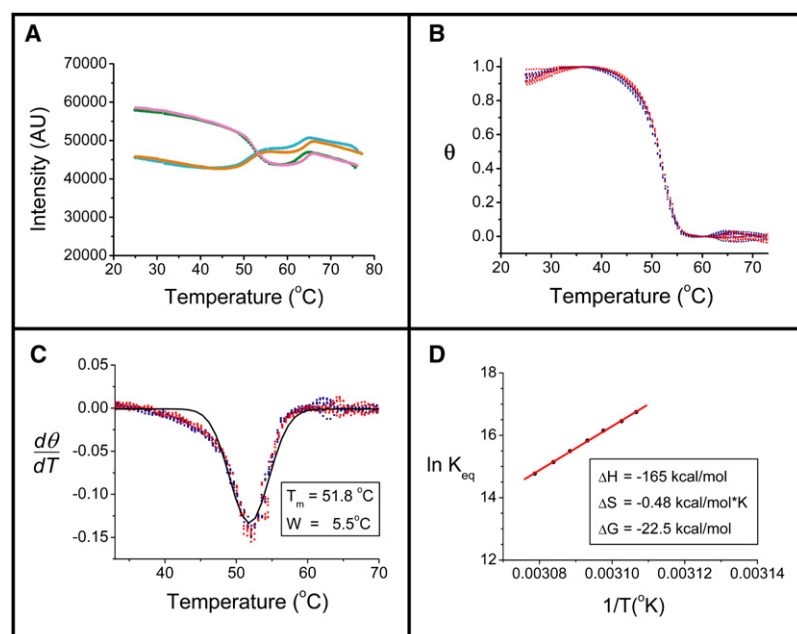 A
70000
60000
50000
40000
30000
20000
Intensity (AU)
20 30 40 50 60 70 80
Temperature (°C)
B
1.0
0.8
0.6
0.4
0.2
0.0
θ
20 30 40 50 60 70
Temperature (°C)
C
0.05
0.00
-0.05
-0.10
-0.15
dθ
dT
Tm = 51.8 °C
W = 5.5°C
40 50 60 70
Temperature (°C)
D
18
16
14
12
ln Keq
ΔH = -165 kcal/mol
ΔS = -0.48 kcal/mol*K
ΔG = -22.5 kcal/mol
0.00308 0.00310 0.00312 0.00314
1/T(°K)